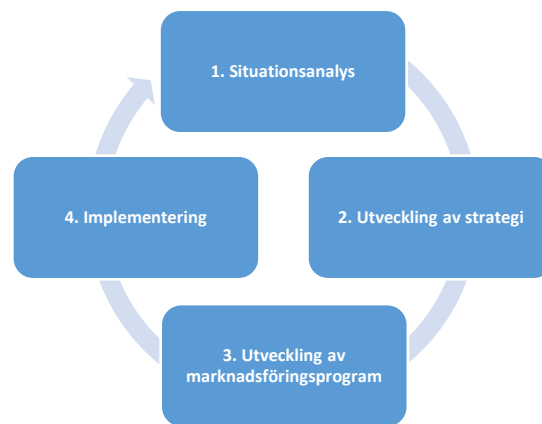 1. Situationsanalys
2. Utveckling av strategi
3. Utveckling av
marknadsföringsprogram
4. Implementering